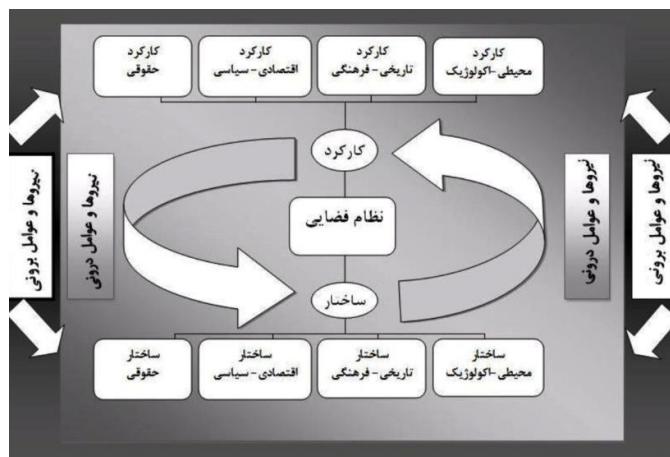 کارکرد
محیطی-اکولوژیک
کارکرد
تاریخی-فرهنگی
کارکرد
اقتصادی-سیاسی
کارکرد
حقوقی
کارکرد
نظام فضایی
ساختار
نیروها و عوامل برونی
نیروها و عوامل درونی
نیروها و عوامل درونی
نیروها و عوامل برونی
ساختار
محیطی-اکولوژیک
ساختار
تاریخی-فرهنگی
ساختار
اقتصادی-سیاسی
ساختار
حقوقی